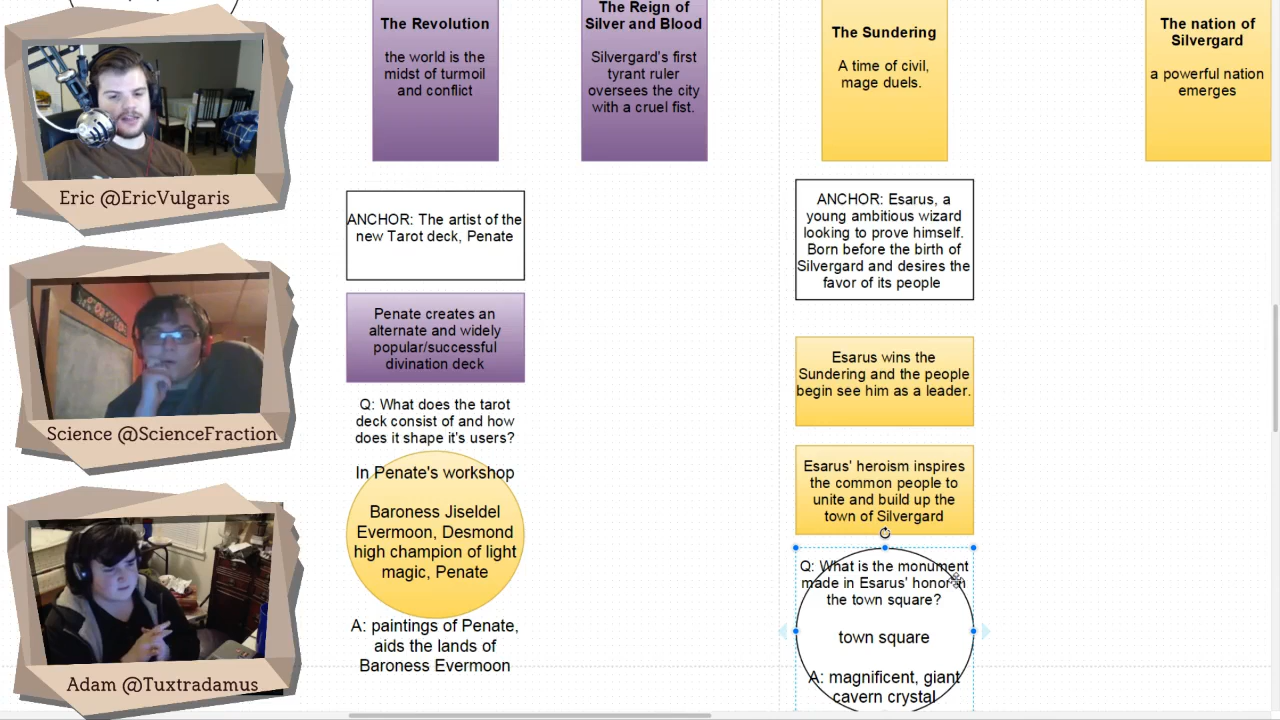 The Revolution
the world is the
midst of turmoil
and conflict
The Reign of
Silver and Blood
Silvergard's first
tyrant ruler
oversees the city
with a cruel fist.
The Sundering
A time of civil,
mage duels.
The nation of
Silvergard
a powerful nation
emerges
Eric @EricVulgaris
Science @ScienceFraction
Adam @Tuxtradamus
ANCHOR: The artist of the
new Tarot deck, Penate
Penate creates an
alternate and widely
popular/successful
divination deck
Q: What does the tarot
deck consist of and how
does it shape it's users?
In Penate's workshop
Baroness Jiseldel
Evermoon, Desmond
high champion of light
magic, Penate
A: paintings of Penate,
aids the lands of
Baroness Evermoon
ANCHOR: Esarus, a
young ambitious wizard
looking to prove himself.
Born before the birth of
Silvergard and desires the
favor of its people
Esarus wins the
Sundering and the people
begin see him as a leader.
Esarus' heroism inspires
the common people to
unite and build up the
town of Silvergard
Q: What is the monument
made in Esarus' honor in
the town square?
town square
A: magnificent, giant
cavern crystal